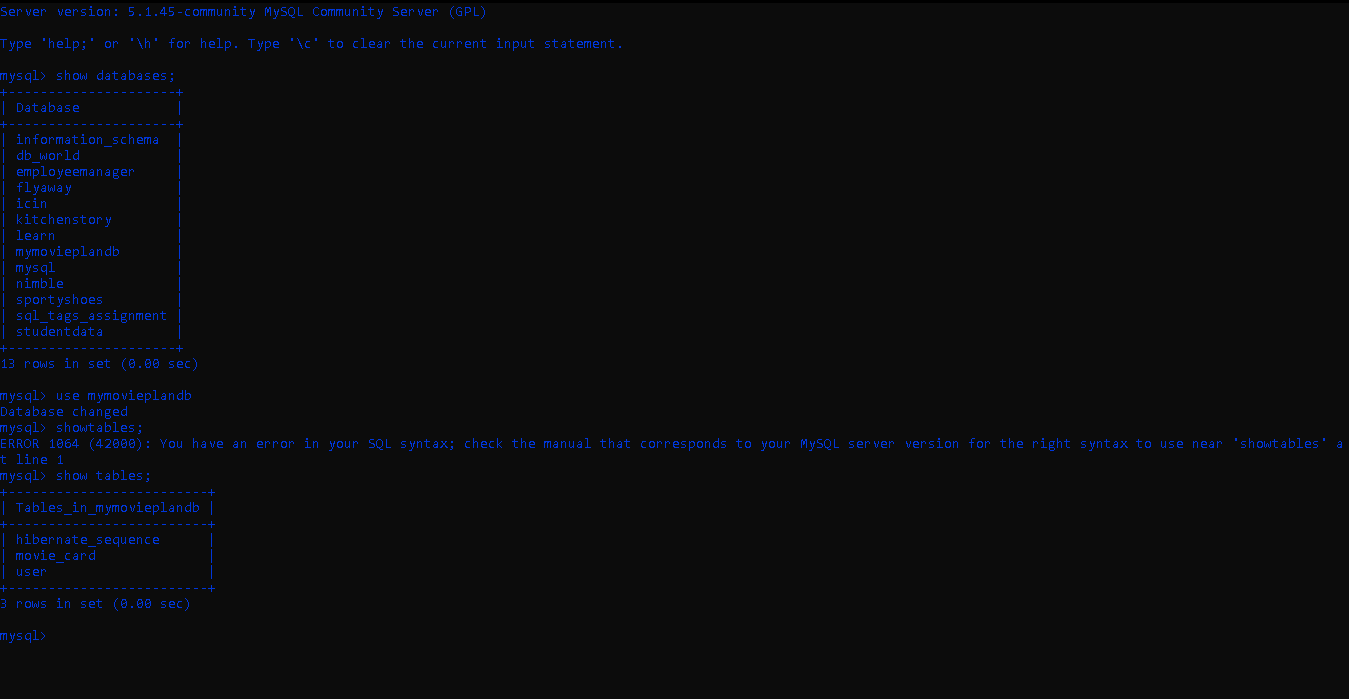 Server version: 5.1.45-community MySQL Community Server (GPL)
Type 'help;' or '\h' for help. Type '\c' to clear the current input statement.
mysql> show databases;
+--------------------+
| Database           |
+--------------------+
| information_schema |
| db_world           |
| employeemanager    |
| flyaway            |
| icin               |
| kitchenstory       |
| learn              |
| mymovieplandb      |
| mysql              |
| nimble             |
| sportyshoes        |
| sql_tags_assignment |
| studentdata        |
+--------------------+
13 rows in set (0.00 sec)
mysql> use mymovieplandb
Database changed
mysql> showtables;
ERROR 1064 (42000): You have an error in your SQL syntax; check the manual that corresponds to your MySQL server version for the right syntax to use near 'showtables' a
t line 1
mysql> show tables;
+-------------------------+
| Tables_in_mymovieplandb |
+-------------------------+
| hibernate_sequence      |
| movie_card              |
| user                    |
+-------------------------+
3 rows in set (0.00 sec)
mysql>